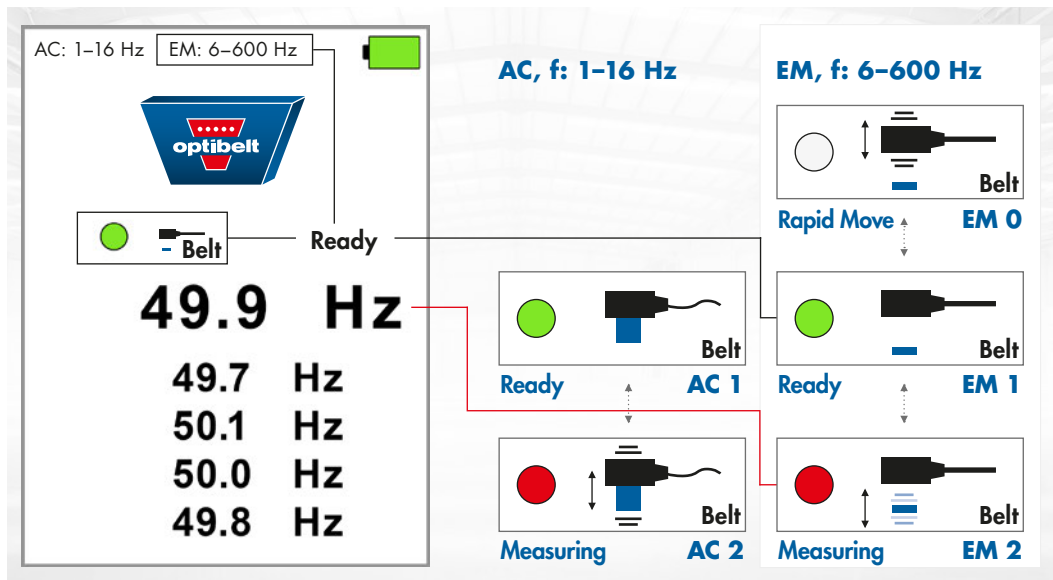 AC: 1–16 Hz EM: 6–600 Hz
optibelt
Belt
Ready
49.9 Hz
49.7 Hz
50.1 Hz
50.0 Hz
49.8 Hz
AC, f: 1–16 Hz
Belt
Ready AC 1
Belt
Measuring AC 2
EM, f: 6–600 Hz
Belt
Rapid Move EM 0
Belt
Ready EM 1
Belt
Measuring EM 2